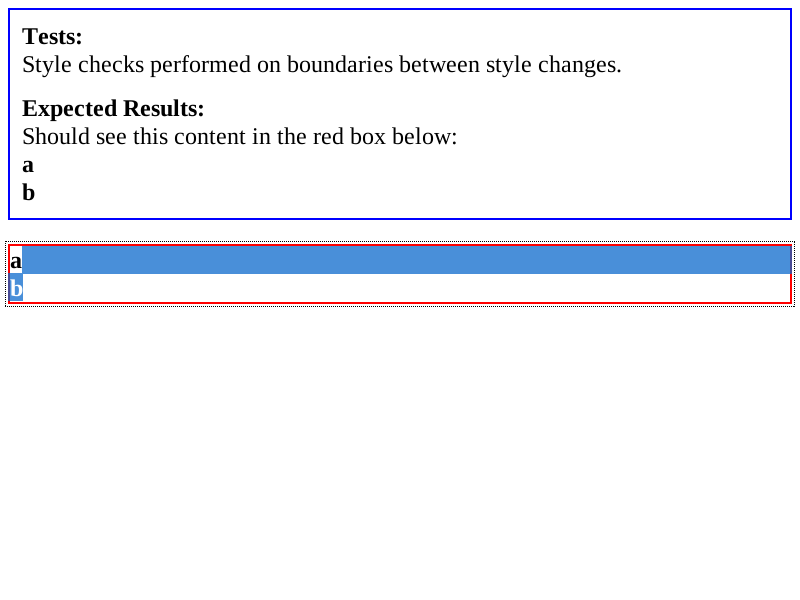 Tests:
Style checks performed on boundaries between style changes.
Expected Results:
Should see this content in the red box below:
a
b
a
b